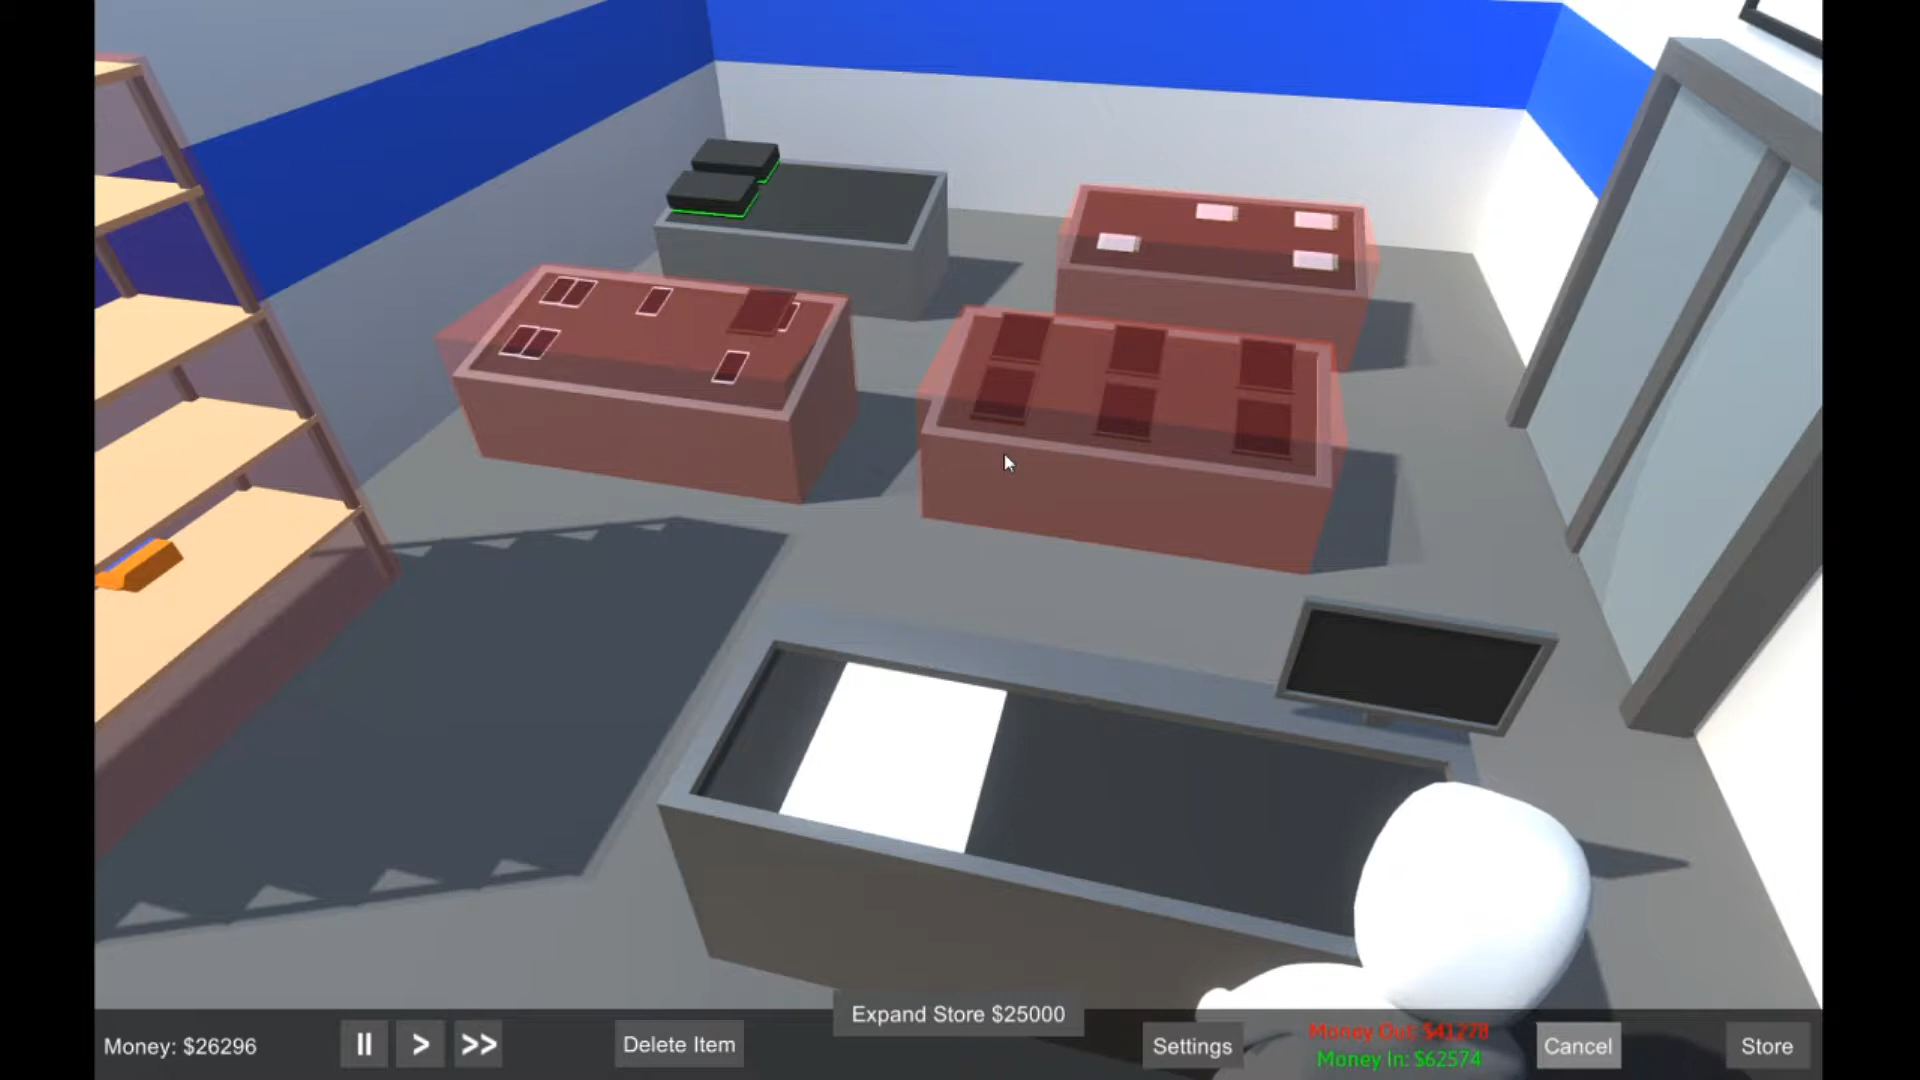 Expand Store $25000
Money: $26296
Delete Item
Settings
Money Out: $41278
Money In: $62574
Cancel
Store